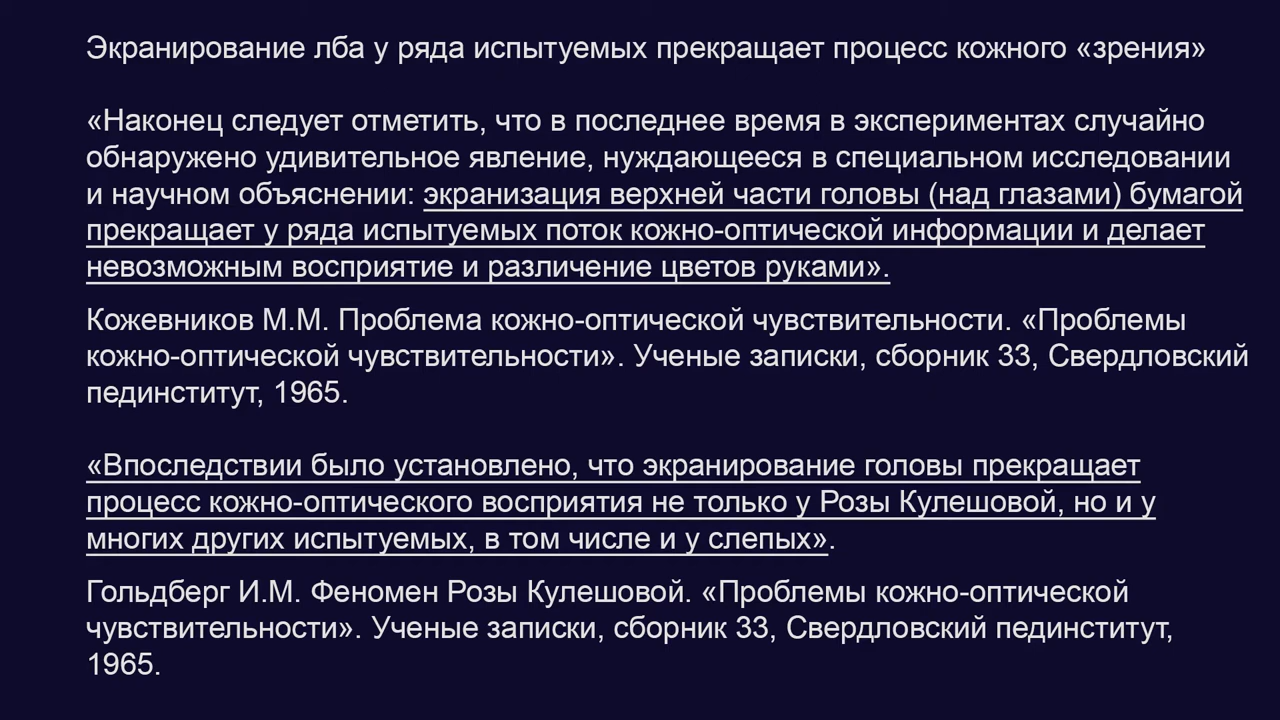 Экранирование лба у ряда испытуемых прекращает процесс кожного «зрения»
«Наконец следует отметить, что в последнее время в экспериментах случайно
обнаружено удивительное явление, нуждающееся в специальном исследовании
и научном объяснении: экранизация верхней части головы (над глазами) бумагой
прекращает у ряда испытуемых поток кожно-оптической информации и делает
невозможным восприятие и различение цветов руками».
Кожевников М.М. Проблема кожно-оптической чувствительности. «Проблемы
кожно-оптической чувствительности». Ученые записки, сборник 33, Свердловский
пединститут, 1965.
«Впоследствии было установлено, что экранирование головы прекращает
процесс кожно-оптического восприятия не только у Розы Кулешовой, но и у
многих других испытуемых, в том числе и у слепых».
Гольдберг И.М. Феномен Розы Кулешовой. «Проблемы кожно-оптической
чувствительности». Ученые записки, сборник 33, Свердловский пединститут,
1965.